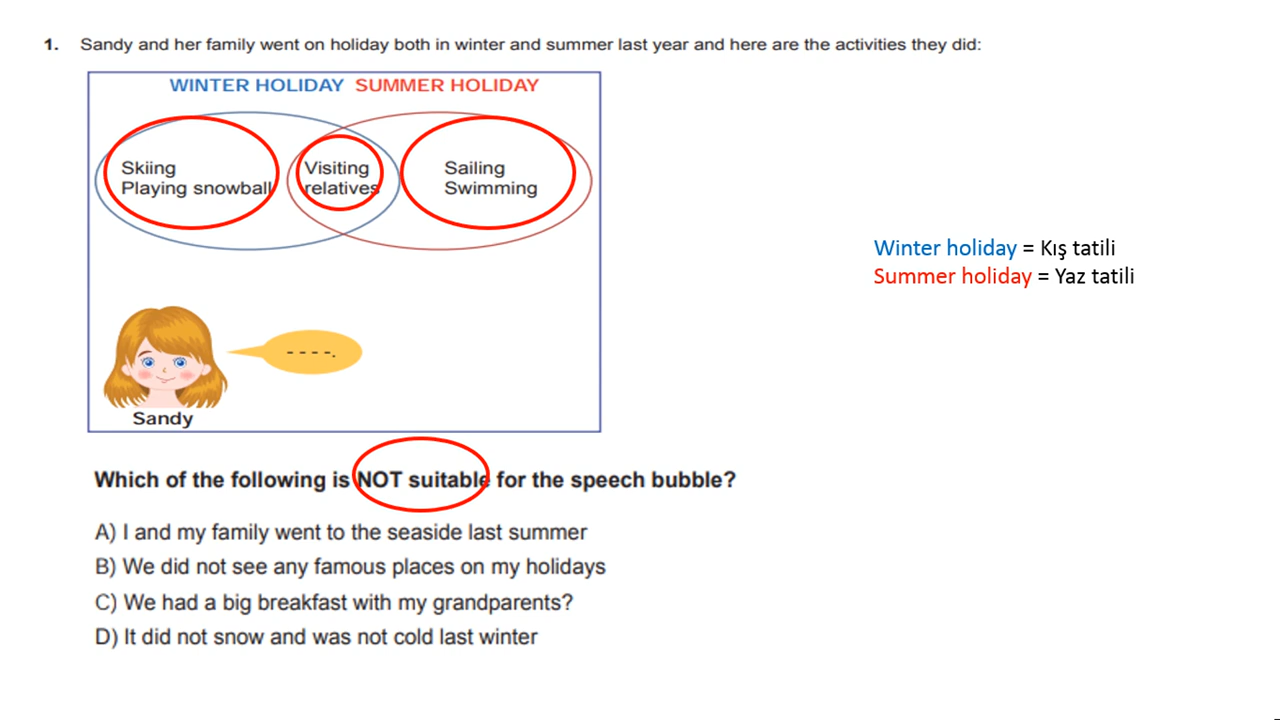 1. Sandy and her family went on holiday both in winter and summer last year and here are the activities they did:
WINTER HOLIDAY SUMMER HOLIDAY
Skiing
Playing snowball
Visiting
relatives
Sailing
Swimming
Winter holiday = Kış tatili
Summer holiday = Yaz tatili
- - - -.
Sandy
Which of the following is NOT suitable for the speech bubble?
A) I and my family went to the seaside last summer
B) We did not see any famous places on my holidays
C) We had a big breakfast with my grandparents?
D) It did not snow and was not cold last winter